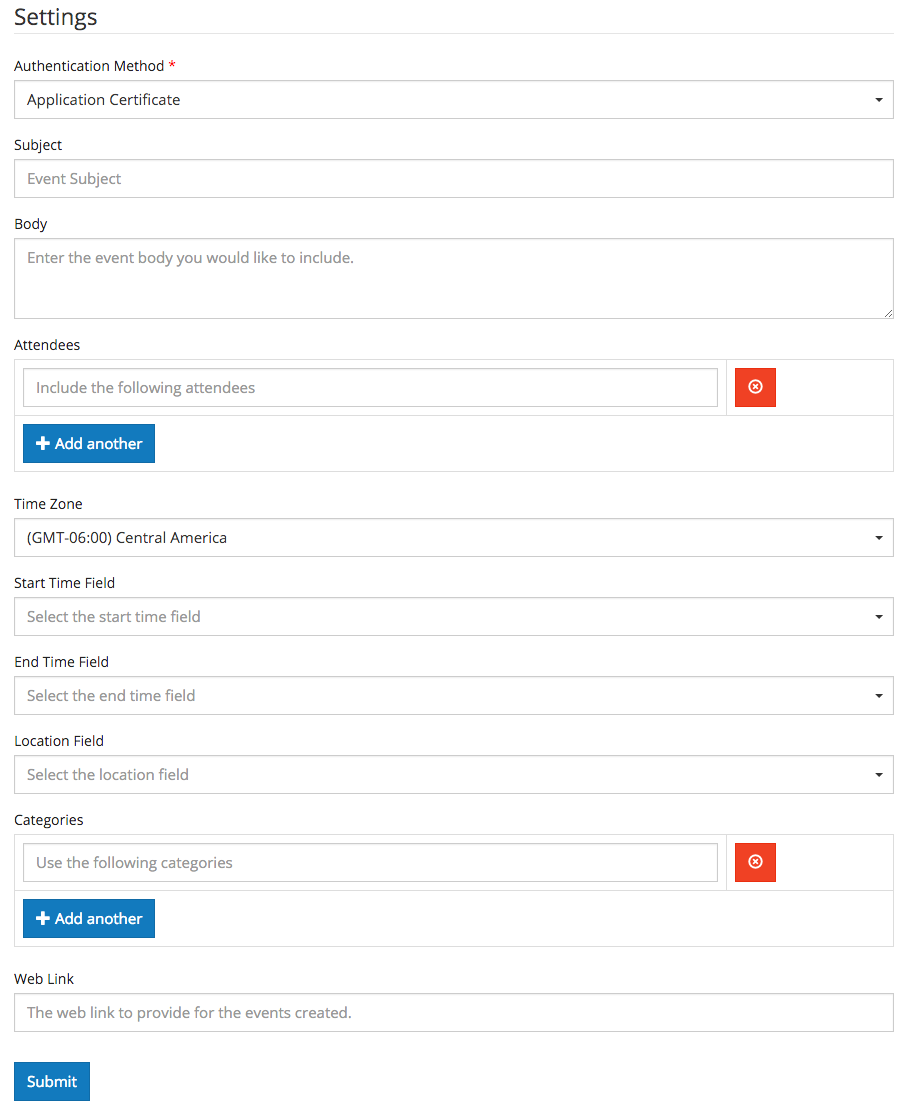 Settings
Authentication Method *
Application Certificate
Subject
Event Subject
Body
Enter the event body you would like to include.
Attendees
Include the following attendees
Add another
Time Zone
(GMT-06:00) Central America
Start Time Field
Select the start time field
End Time Field
Select the end time field
Location Field
Select the location field
Categories
Use the following categories
Add another
Web Link
The web link to provide for the events created.
Submit